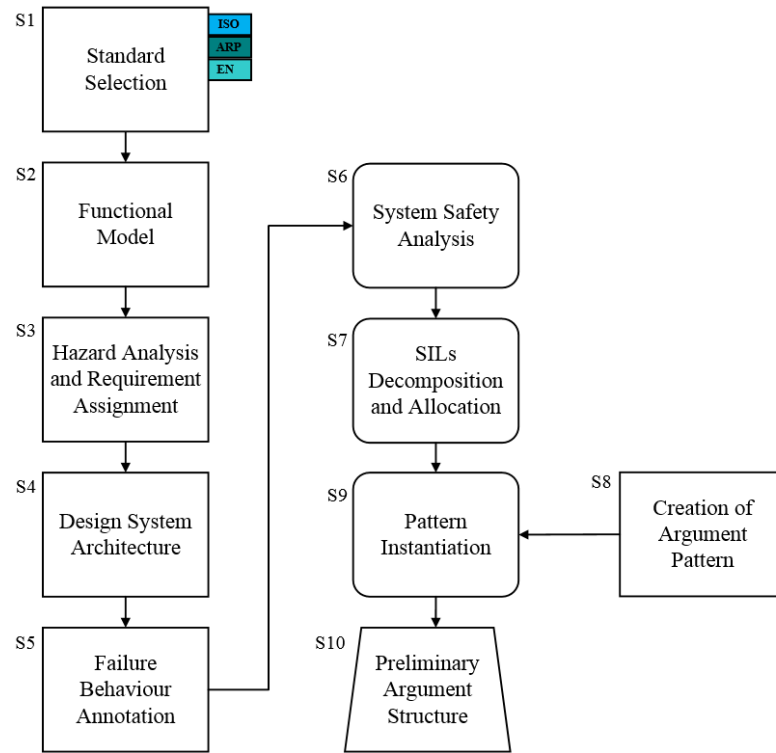 S1
Standard
Selection
ISO
ARP
EN
S2
Functional
Model
S3
Hazard Analysis
and Requirement
Assignment
S4
Design System
Architecture
S5
Failure
Behaviour
Annotation
S6
System Safety
Analysis
S7
SILs
Decomposition
and Allocation
S9
Pattern
Instantiation
S8
Creation of
Argument
Pattern
S10
Preliminary
Argument
Structure